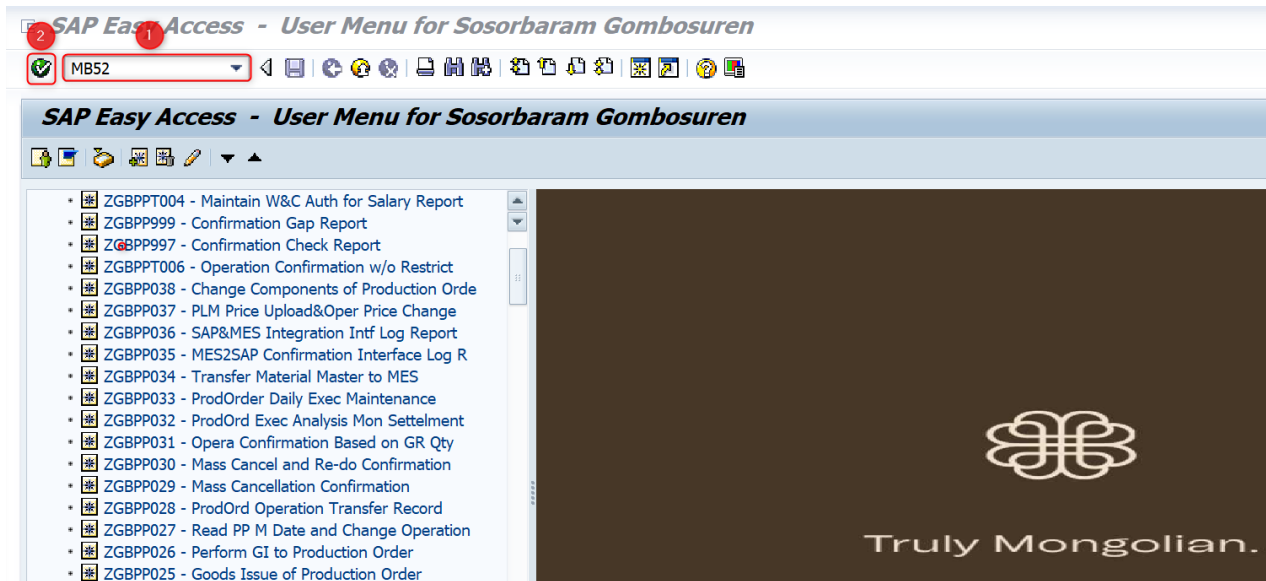 SAP Easy Access - User Menu for Sosorbaram Gombosuren
2
1
MB52
SAP Easy Access - User Menu for Sosorbaram Gombosuren
ZGBPPT004 - Maintain W&C Auth for Salary Report
ZGBPP999 - Confirmation Gap Report
ZGBPP997 - Confirmation Check Report
ZGBPPT006 - Operation Confirmation w/o Restrict
ZGBPP038 - Change Components of Production Orde
ZGBPP037 - PLM Price Upload&Oper Price Change
ZGBPP036 - SAP&MES Integration Intf Log Report
ZGBPP035 - MES2SAP Confirmation Interface Log R
ZGBPP034 - Transfer Material Master to MES
ZGBPP033 - ProdOrder Daily Exec Maintenance
ZGBPP032 - ProdOrd Exec Analysis Mon Settelment
ZGBPP031 - Opera Confirmation Based on GR Qty
ZGBPP030 - Mass Cancel and Re-do Confirmation
ZGBPP029 - Mass Cancellation Confirmation
ZGBPP028 - ProdOrd Operation Transfer Record
ZGBPP027 - Read PP M Date and Change Operation
ZGBPP026 - Perform GI to Production Order
ZGBPP025 - Goods Issue of Production Order
Truly Mongolian.